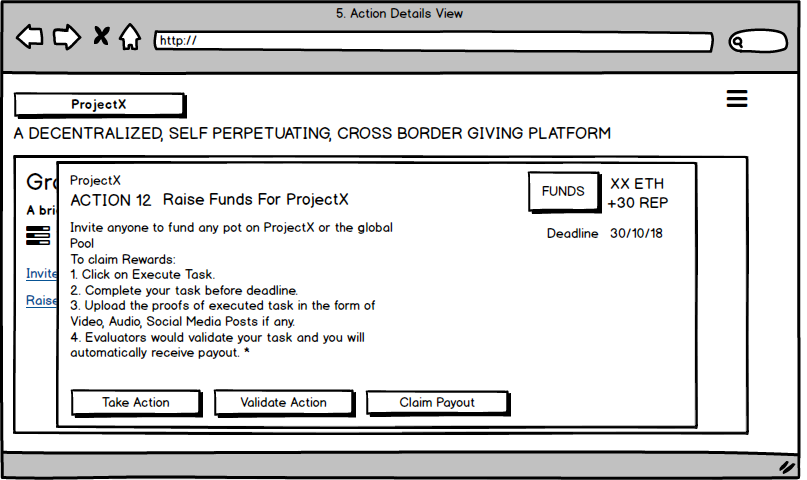 5. Action Details View
http://
ProjectX
A DECENTRALIZED, SELF PERPETUATING, CROSS BORDER GIVING PLATFORM
ProjectX
ACTION 12 Raise Funds For ProjectX
FUNDS
XX ETH
+30 REP
Deadline 30/10/18
A bri
Invite anyone to fund any pot on ProjectX or the global
Pool
To claim Rewards:
1. Click on Execute Task.
2. Complete your task before deadline.
3. Upload the proofs of executed task in the form of
Video, Audio, Social Media Posts if any.
4. Evaluators would validate your task and you will
automatically receive payout. *
Invite
Raise
Take Action
Validate Action
Claim Payout